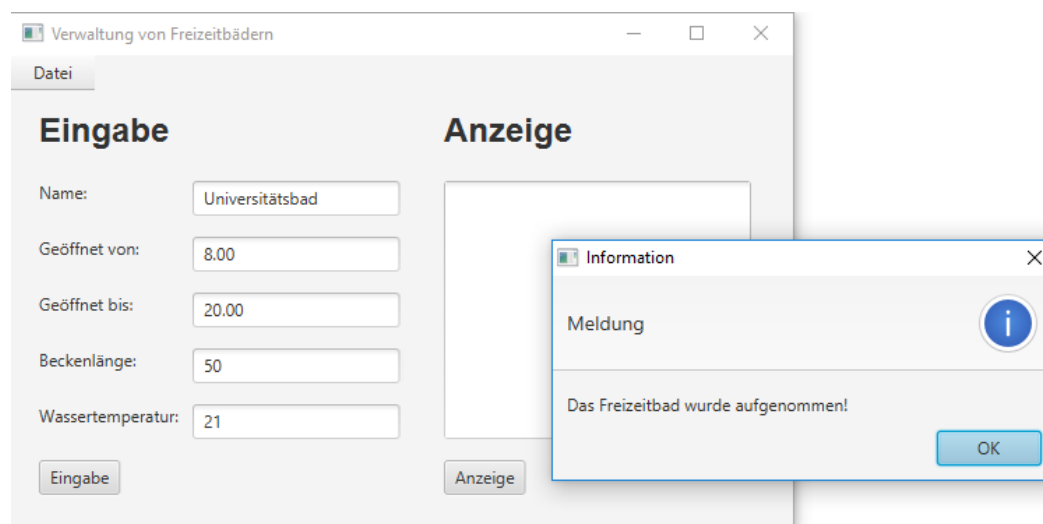 Verwaltung von Freizeitbädern
Datei
Eingabe
Anzeige
Name:
Universitätsbad
Geöffnet von:
8.00
Geöffnet bis:
20.00
Beckenlänge:
50
Wassertemperatur:
21
Eingabe
Anzeige
Information
Meldung
Das Freizeitbad wurde aufgenommen!
OK